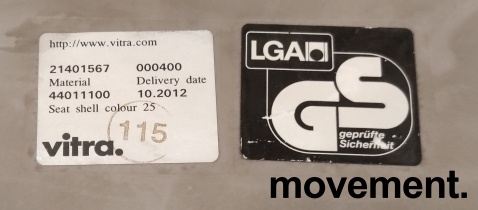 http://www.vitra.com
21401567 000400
Material Delivery date
44011100 10.2012
Seat shell colour 25
115
vitra.
LGA
GS
geprüfte
Sicherheit
movement.